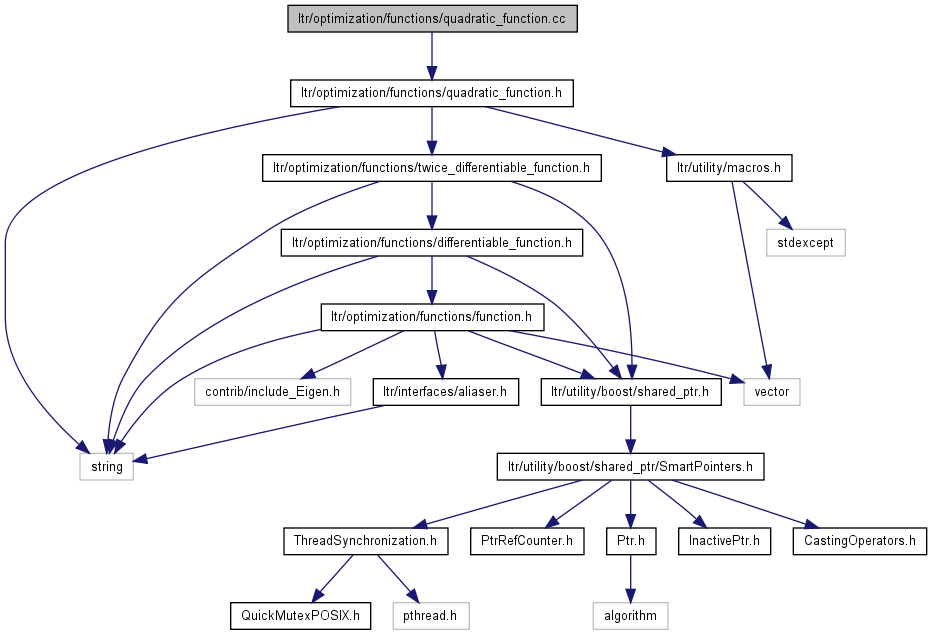 ltr/optimization/functions/quadratic_function.cc
ltr/optimization/functions/quadratic_function.h
ltr/optimization/functions/twice_differentiable_function.h
ltr/utility/macros.h
ltr/optimization/functions/differentiable_function.h
stdexcept
ltr/optimization/functions/function.h
contrib/include_Eigen.h
ltr/interfaces/aliaser.h
ltr/utility/boost/shared_ptr.h
vector
string
ltr/utility/boost/shared_ptr/SmartPointers.h
ThreadSynchronization.h
PtrRefCounter.h
Ptr.h
InactivePtr.h
CastingOperators.h
QuickMutexPOSIX.h
pthread.h
algorithm